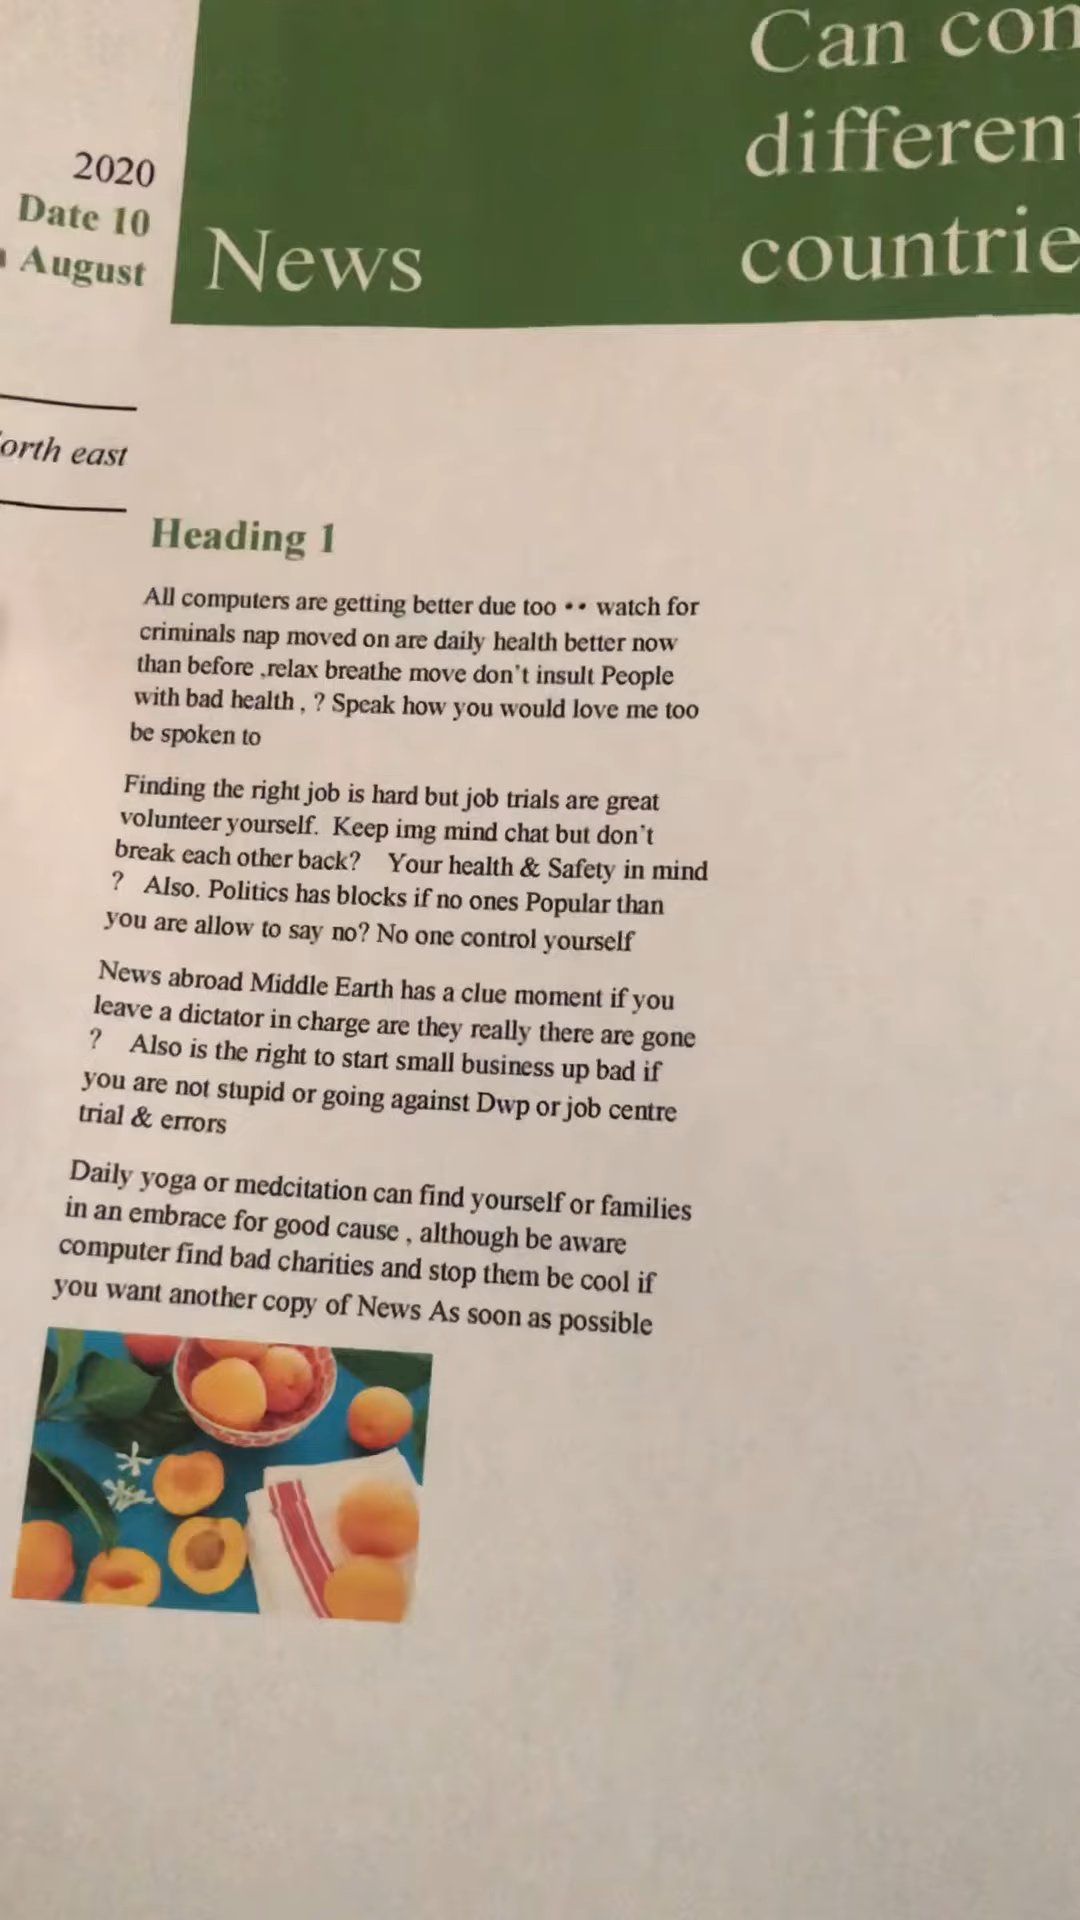 Can con
different
countrie
2020
Date 10
August
News
orth east
Heading 1
All computers are getting better due too •• watch for
criminals nap moved on are daily health better now
than before ,relax breathe move don't insult People
with bad health , ? Speak how you would love me too
be spoken to
Finding the right job is hard but job trials are great
volunteer yourself. Keep img mind chat but don't
break each other back? Your health & Safety in mind
? Also. Politics has blocks if no ones Popular than
you are allow to say no? No one control yourself
News abroad Middle Earth has a clue moment if you
leave a dictator in charge are they really there are gone
? Also is the right to start small business up bad if
you are not stupid or going against Dwp or job centre
trial & errors
Daily yoga or medcitation can find yourself or families
in an embrace for good cause , although be aware
computer find bad charities and stop them be cool if
you want another copy of News As soon as possible